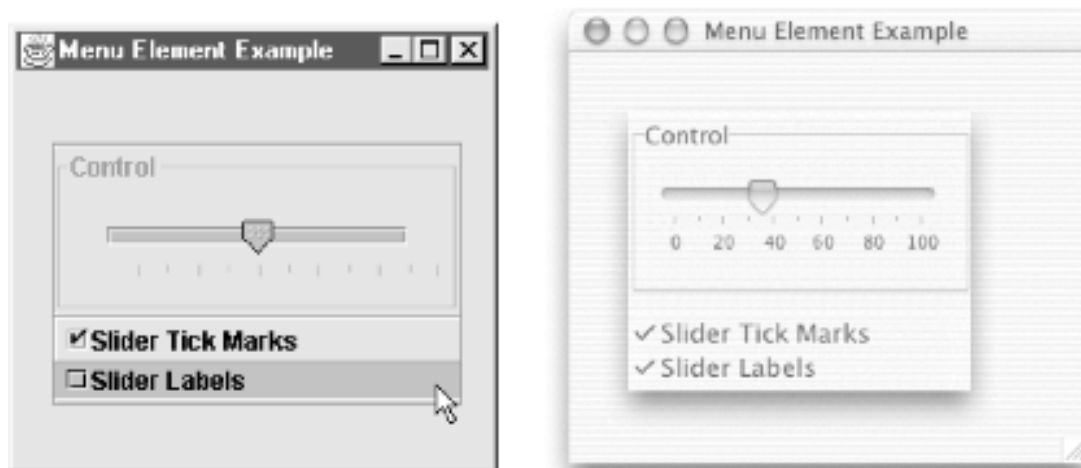 Menu Element Example
Control
Slider Tick Marks
Slider Labels
Menu Element Example
Control
0 20 40 60 80 100
Slider Tick Marks
Slider Labels